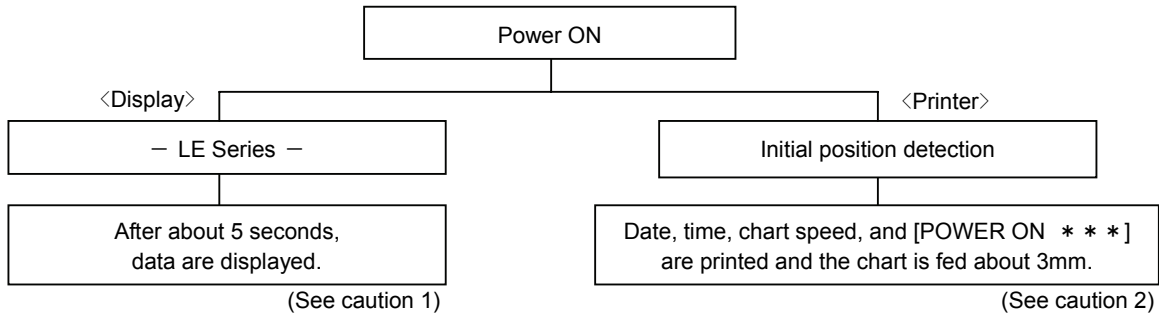 Power ON
〈Display〉
〈Printer〉
－ LE Series －
Initial position detection
After about 5 seconds,
data are displayed.
Date, time, chart speed, and [POWER ON ＊＊＊]
are printed and the chart is fed about 3mm.
(See caution 1)
(See caution 2)